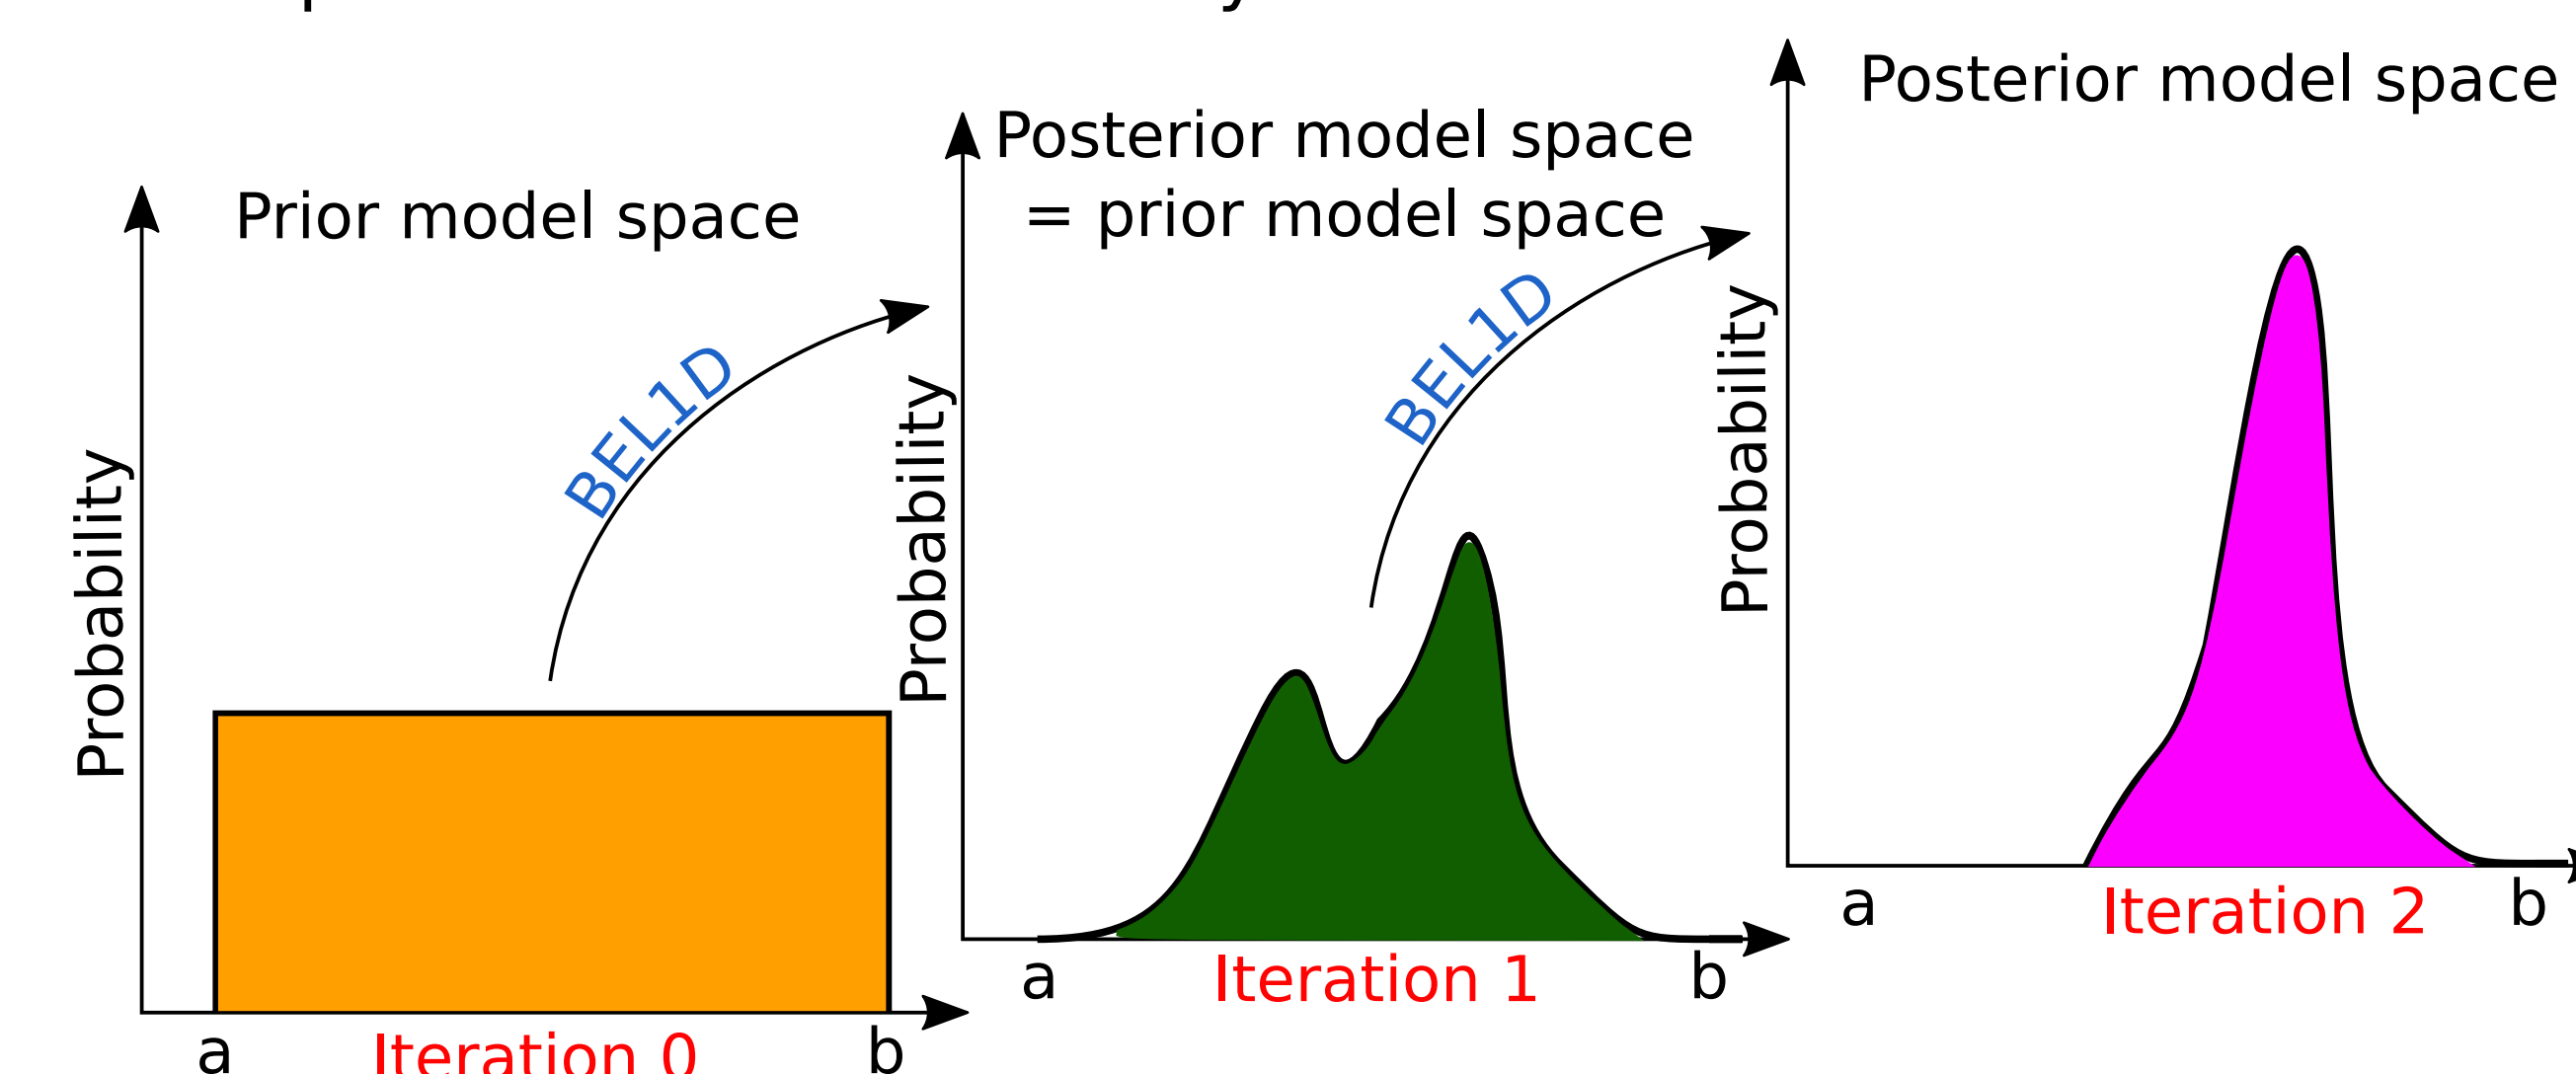 Prior model space
Probability
BEL1D
a
b
Iteration 0
Posterior model space
= prior model space
Probability
BEL1D
a
b
Iteration 1
Posterior model space
Probability
a
b
Iteration 2